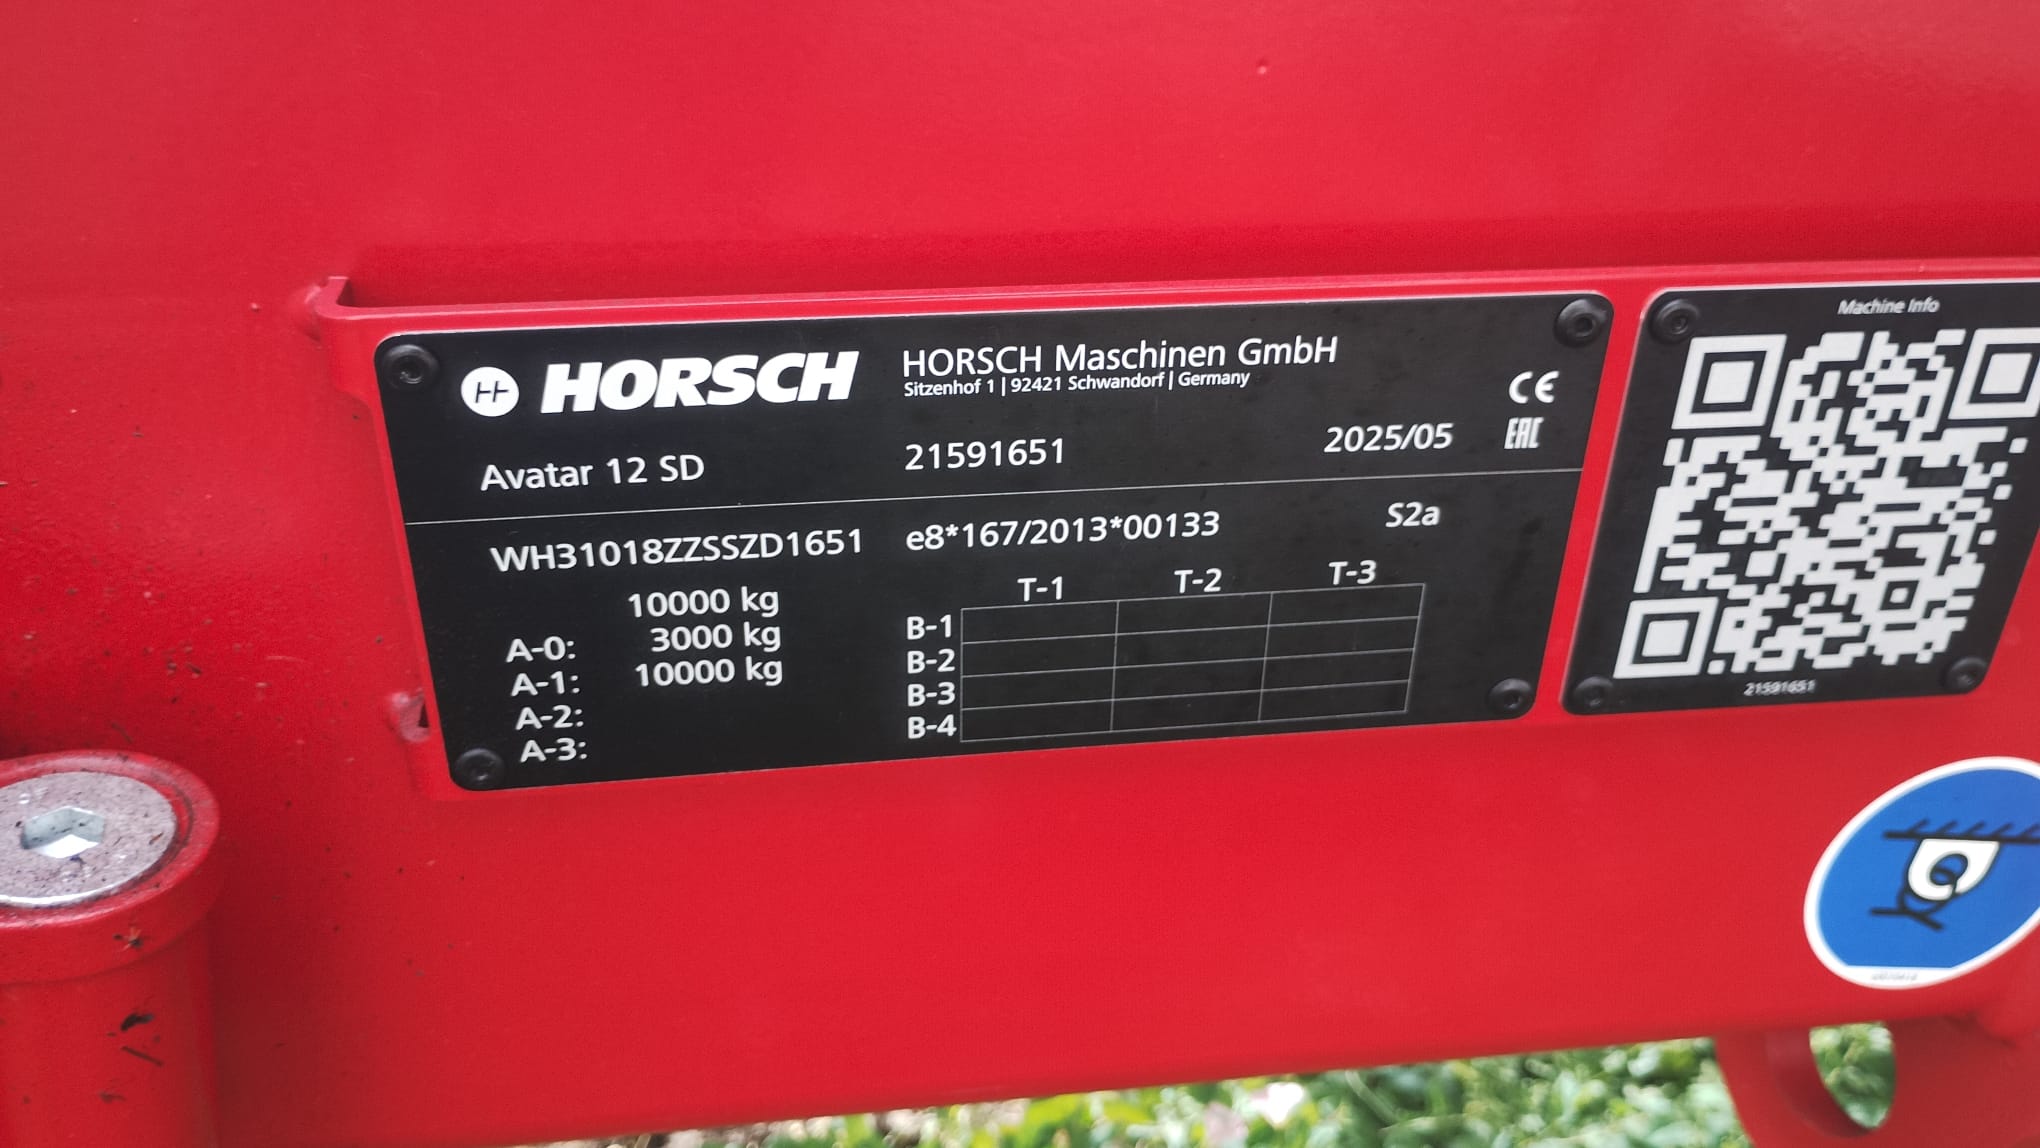 HORSCH
HORSCH Maschinen GmbH
Sitzenhof 1 | 92421 Schwandorf | Germany
CE
EAC
Avatar 12 SD 21591651 2025/05
WH31018ZZSSZD1651 e8*167/2013*00133 S2a
10000 kg
A-0: 3000 kg
A-1: 10000 kg
A-2:
A-3:
T-1 T-2 T-3
B-1
B-2
B-3
B-4
Machine Info
21591651